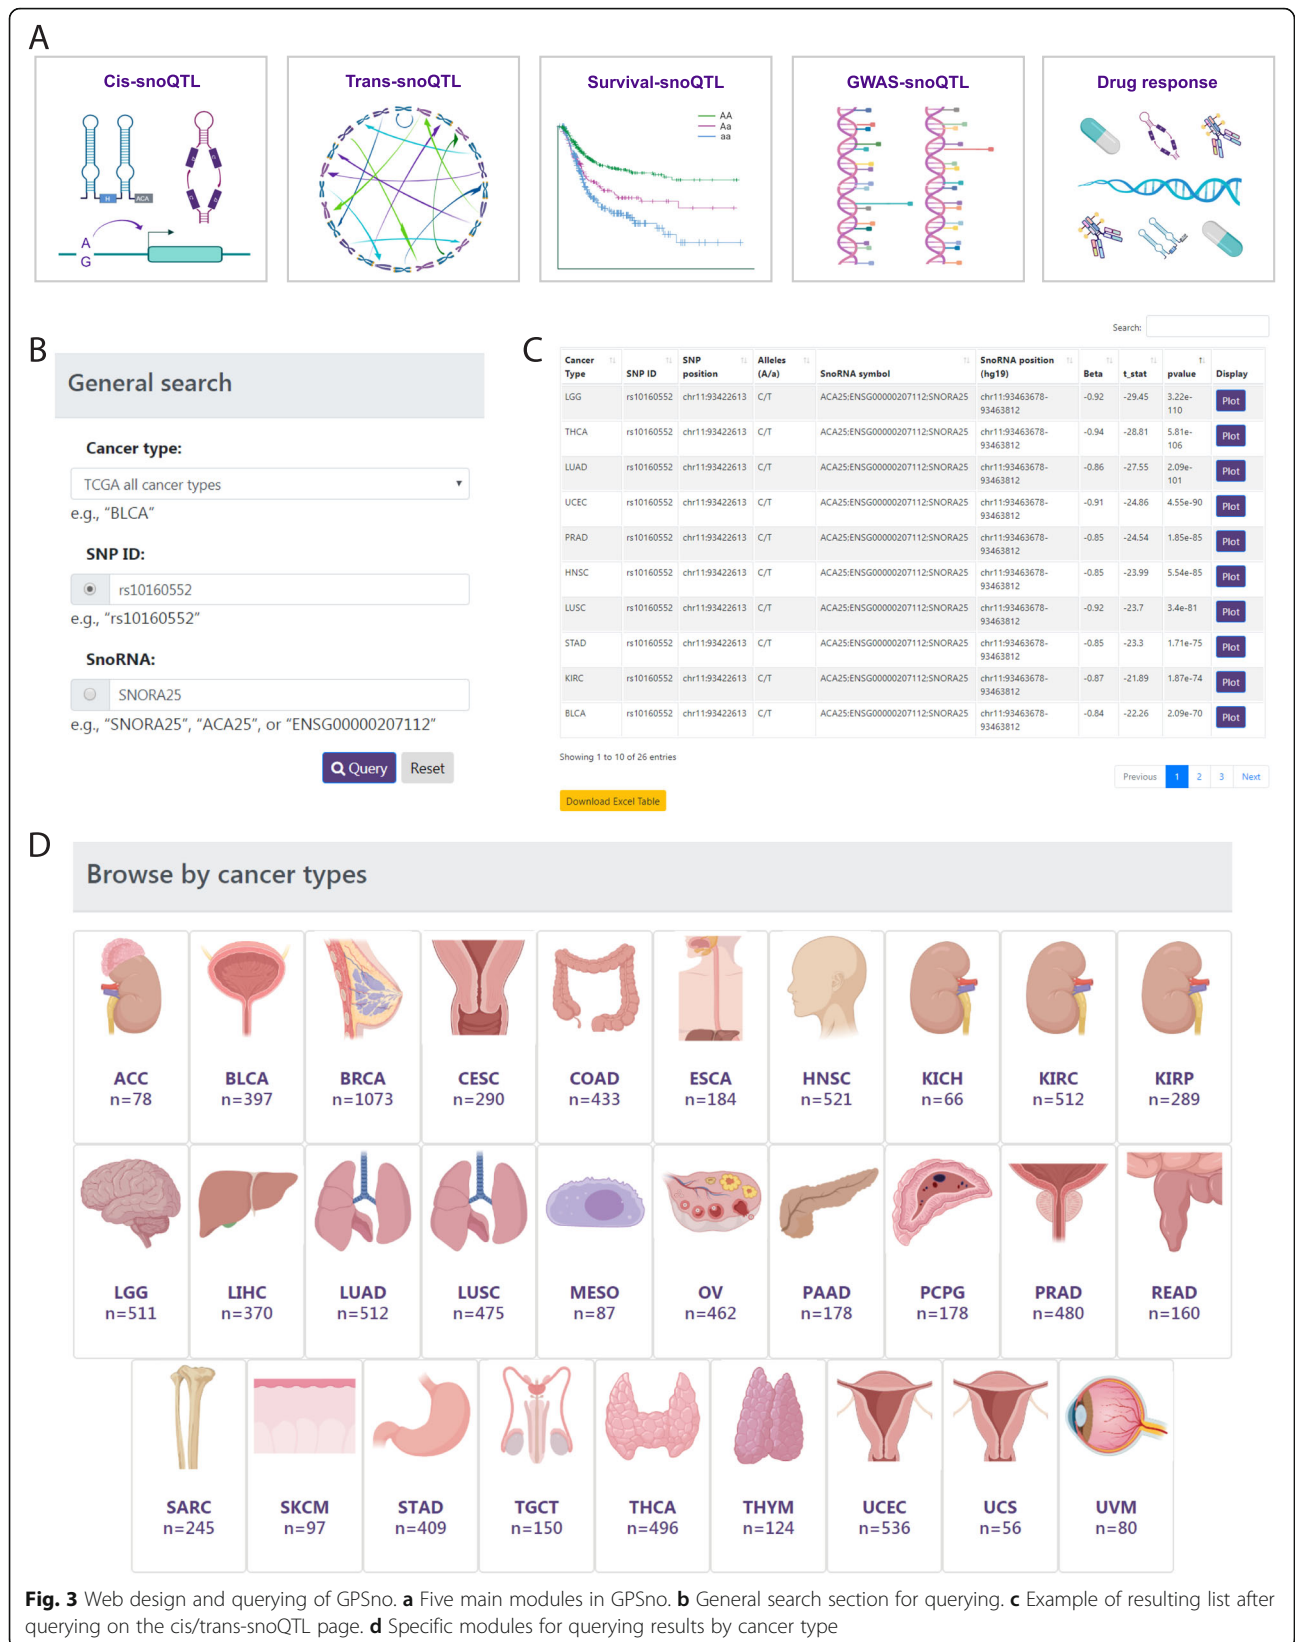 A
Cis-snoQTL
Trans-snoQTL
Survival-snoQTL
GWAS-snoQTL
Drug response
AA
Aa
aa
H
ACA
A
G
B
General search
Cancer type:
TCGA all cancer types
e.g., “BLCA”
SNP ID:
rs10160552
e.g., “rs10160552”
SnoRNA:
SNORA25
e.g., “SNORA25”, “ACA25”, or “ENSG00000207112”
Query Reset
C
Search:
Cancer Type SNP ID SNP position Alleles (A/a) SnoRNA symbol SnoRNA position (hg19) Beta t_stat pvalue Display
LGG rs10160552 chr11:93422613 C/T ACA25:ENSG00000207112:SNORA25 chr11:93463678-93463812 -0.92 -29.45 3.22e-110 Plot
THCA rs10160552 chr11:93422613 C/T ACA25:ENSG00000207112:SNORA25 chr11:93463678-93463812 -0.94 -28.81 5.81e-106 Plot
LUAD rs10160552 chr11:93422613 C/T ACA25:ENSG00000207112:SNORA25 chr11:93463678-93463812 -0.86 -27.55 2.09e-101 Plot
UCEC rs10160552 chr11:93422613 C/T ACA25:ENSG00000207112:SNORA25 chr11:93463678-93463812 -0.91 -24.86 4.55e-90 Plot
PRAD rs10160552 chr11:93422613 C/T ACA25:ENSG00000207112:SNORA25 chr11:93463678-93463812 -0.85 -24.54 1.85e-85 Plot
HNSC rs10160552 chr11:93422613 C/T ACA25:ENSG00000207112:SNORA25 chr11:93463678-93463812 -0.85 -23.99 5.54e-85 Plot
LUSC rs10160552 chr11:93422613 C/T ACA25:ENSG00000207112:SNORA25 chr11:93463678-93463812 -0.92 -23.7 3.4e-81 Plot
STAD rs10160552 chr11:93422613 C/T ACA25:ENSG00000207112:SNORA25 chr11:93463678-93463812 -0.85 -23.3 1.71e-75 Plot
KIRC rs10160552 chr11:93422613 C/T ACA25:ENSG00000207112:SNORA25 chr11:93463678-93463812 -0.87 -21.89 1.87e-74 Plot
BLCA rs10160552 chr11:93422613 C/T ACA25:ENSG00000207112:SNORA25 chr11:93463678-93463812 -0.84 -22.26 2.09e-70 Plot
Showing 1 to 10 of 26 entries
Previous 1 2 3 Next
Download Excel Table
D
Browse by cancer types
ACC BLCA BRCA CESC COAD ESCA HNSC KICH KIRC KIRP
n=78 n=397 n=1073 n=290 n=433 n=184 n=521 n=66 n=512 n=289
LGG LIHC LUAD LUSC MESO OV PAAD PCPG PRAD READ
n=511 n=370 n=512 n=475 n=87 n=462 n=178 n=178 n=480 n=160
SARC SKCM STAD TGCT THCA THYM UCEC UCS UVM
n=245 n=97 n=409 n=150 n=496 n=124 n=536 n=56 n=80
Fig. 3 Web design and querying of GPSno. a Five main modules in GPSno. b General search section for querying. c Example of resulting list after
querying on the cis/trans-snoQTL page. d Specific modules for querying results by cancer type